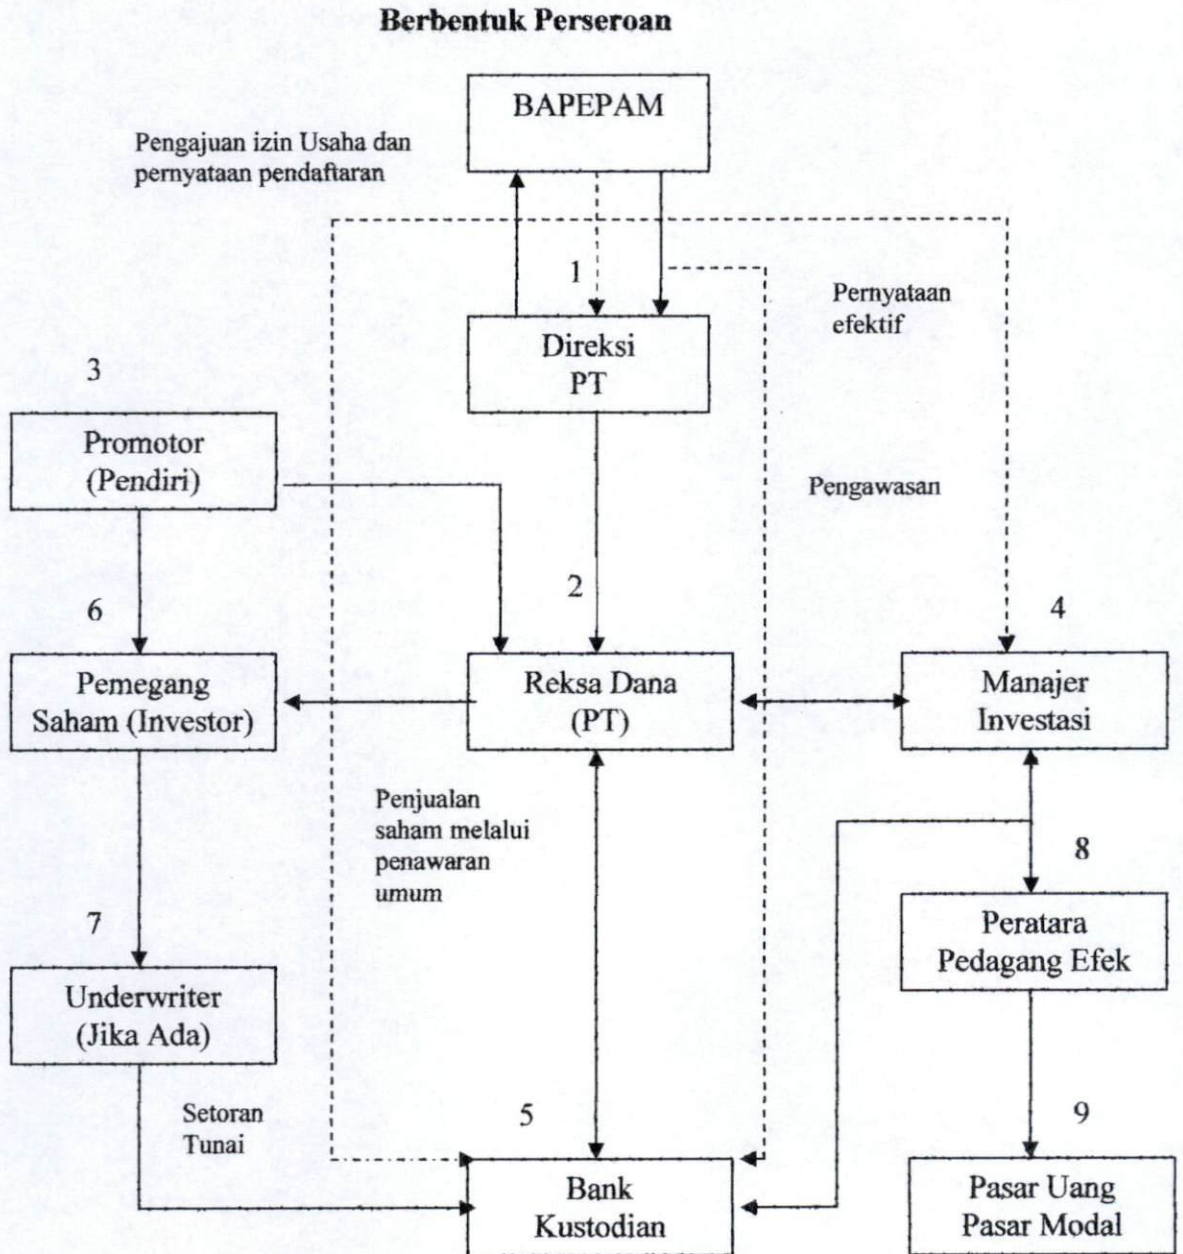 Berbentuk Perseroan
BAPEPAM
Pengajuan izin Usaha dan
pernyataan pendaftaran
1
Pernyataan
efektif
Direksi
PT
3
Promotor
(Pendiri)
Pengawasan
2
6
4
Pemegang
Saham (Investor)
Reksa Dana
(PT)
Manajer
Investasi
Penjualan
saham melalui
penawaran
umum
8
7
Peratara
Pedagang Efek
Underwriter
(Jika Ada)
Setoran
Tunai
5
9
Bank
Kustodian
Pasar Uang
Pasar Modal